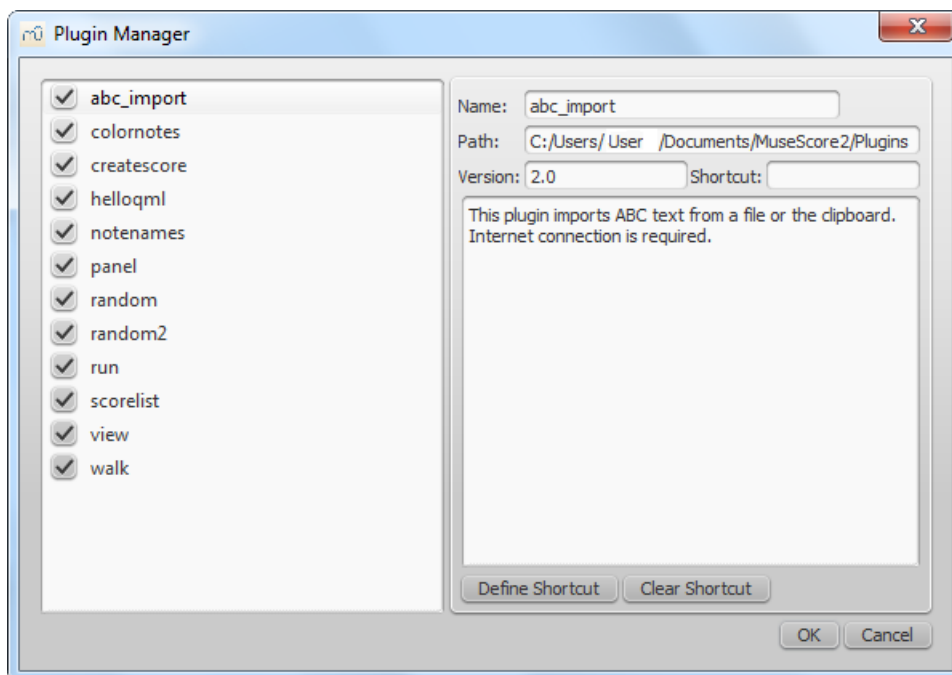 Plugin Manager
abc_import
colornotes
createscore
helloqml
notenames
panel
random
random2
run
scorelist
view
walk
Name: abc_import
Path: C:/Users/ User /Documents/MuseScore2/Plugins
Version: 2.0 Shortcut:
This plugin imports ABC text from a file or the clipboard.
Internet connection is required.
Define Shortcut Clear Shortcut
OK Cancel